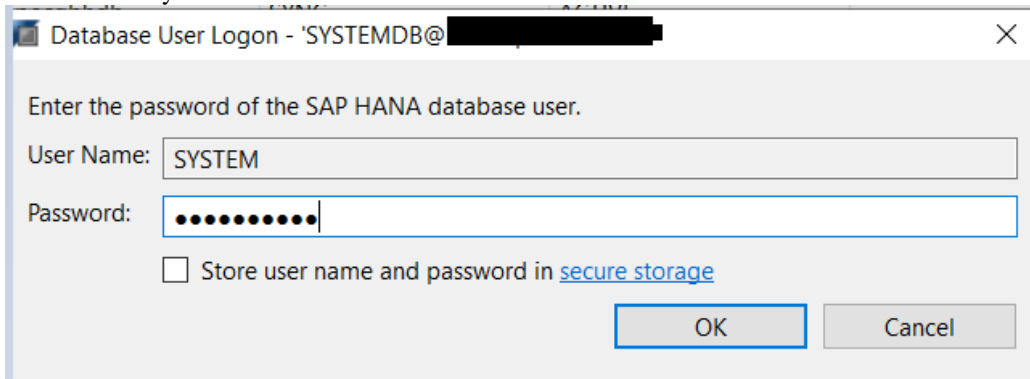 Database User Logon - 'SYSTEMDB@
Enter the password of the SAP HANA database user.
User Name: SYSTEM
Password: ●●●●●●●●●●
Store user name and password in secure storage
OK Cancel